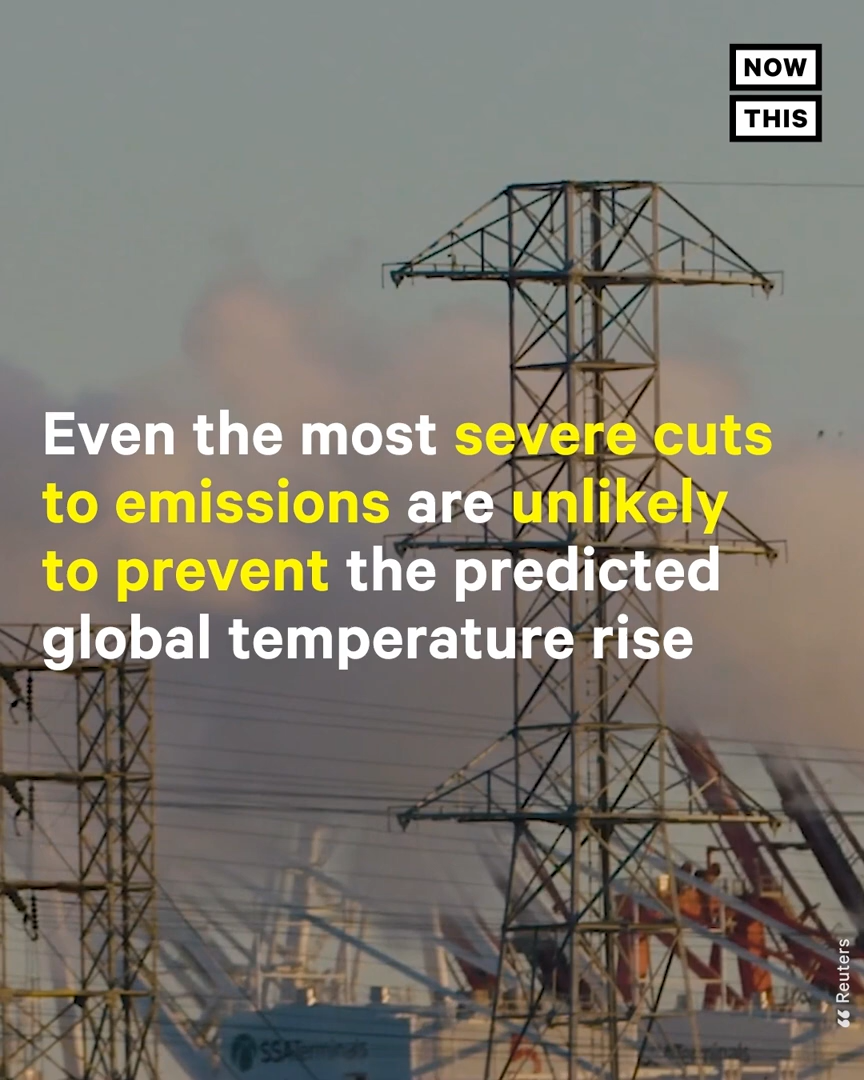 NOW
THIS
Even the most severe cuts
to emissions are unlikely
to prevent the predicted
global temperature rise
SSATerminals
“ Reuters